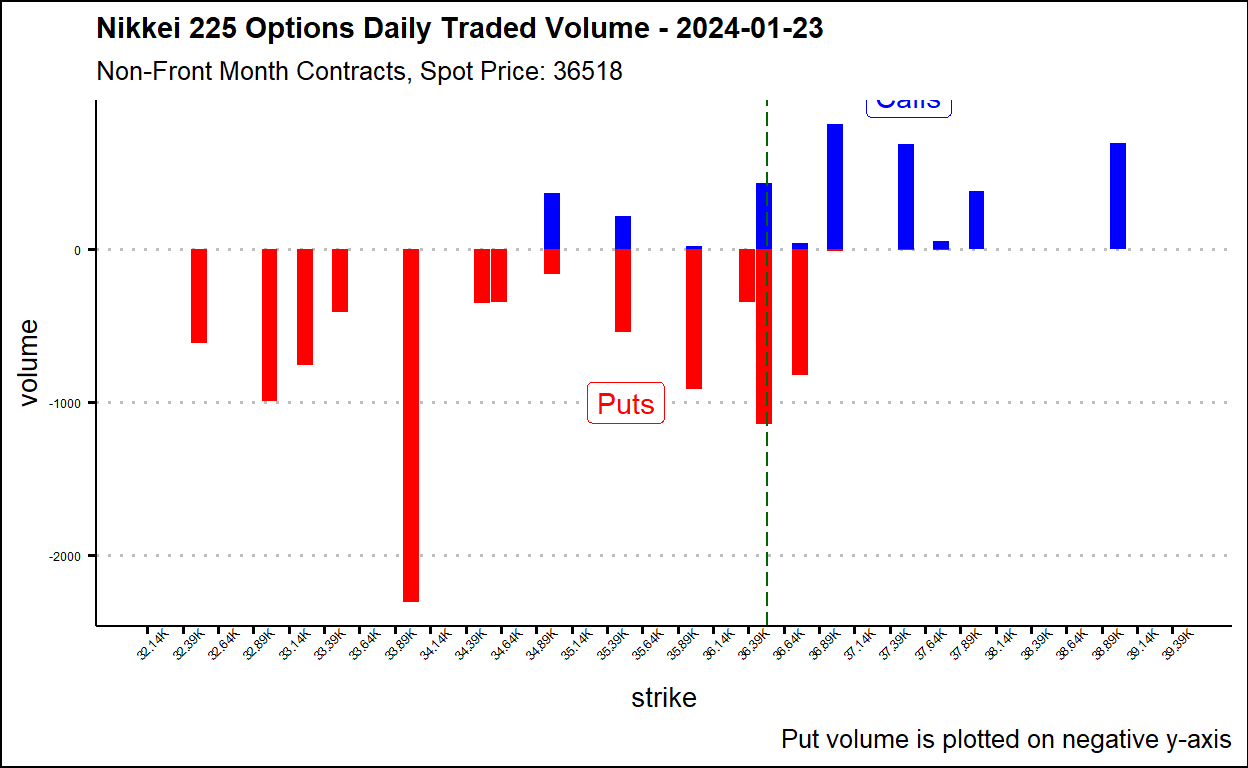 Nikkei 225 Options Daily Traded Volume - 2024-01-23
Non-Front Month Contracts, Spot Price: 36518
Calls
0
Puts
-1000
-2000
volume
32.14K 32.39K 32.64K 32.89K 33.14K 33.39K 33.64K 33.89K 34.14K 34.39K 34.64K 34.89K 35.14K 35.39K 35.64K 35.89K 36.14K 36.39K 36.64K 36.89K 37.14K 37.39K 37.64K 37.89K 38.14K 38.39K 38.64K 38.89K 39.14K 39.39K
strike
Put volume is plotted on negative y-axis